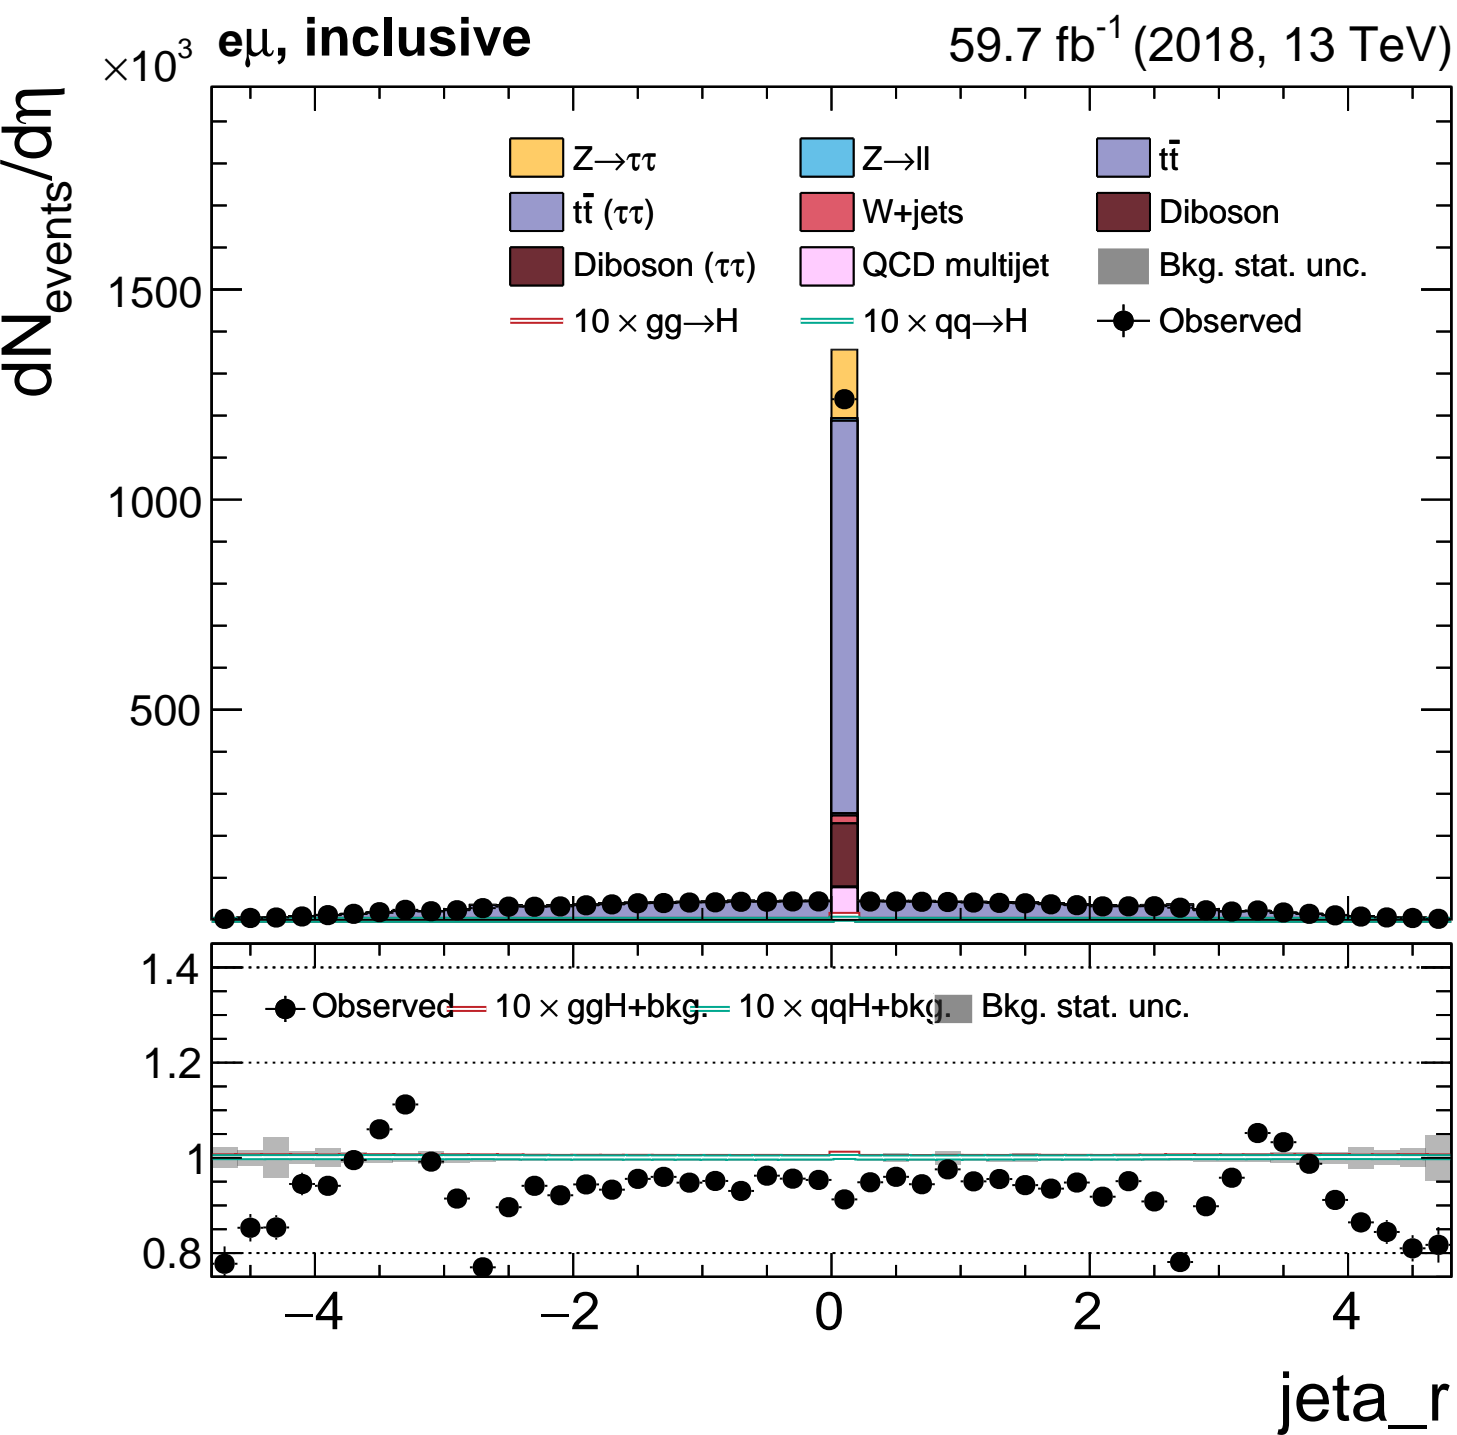 ×10³ eμ, inclusive 59.7 fb⁻¹ (2018, 13 TeV)
dN_events/dη
Z→ττ Z→ll tt̄
tt̄ (ττ) W+jets Diboson
Diboson (ττ) QCD multijet Bkg. stat. unc.
10 × gg→H 10 × qq→H Observed
1500
1000
500
1.4
Observed 10 × ggH+bkg. 10 × qqH+bkg. Bkg. stat. unc.
1.2
1
0.8
−4 −2 0 2 4
jeta_r